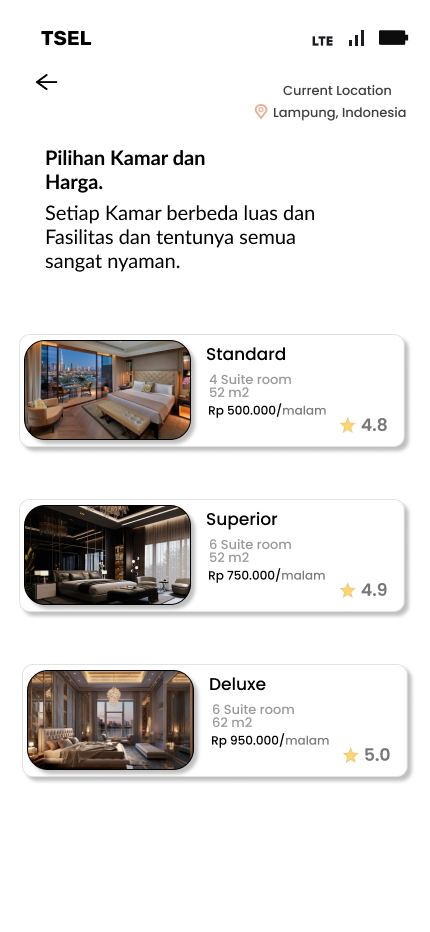 TSEL
LTE
Current Location
Lampung, Indonesia
Pilihan Kamar dan
Harga.
Setiap Kamar berbeda luas dan
Fasilitas dan tentunya semua
sangat nyaman.
Standard
4 Suite room
52 m2
Rp 500.000/malam
4.8
Superior
6 Suite room
52 m2
Rp 750.000/malam
4.9
Deluxe
6 Suite room
62 m2
Rp 950.000/malam
5.0